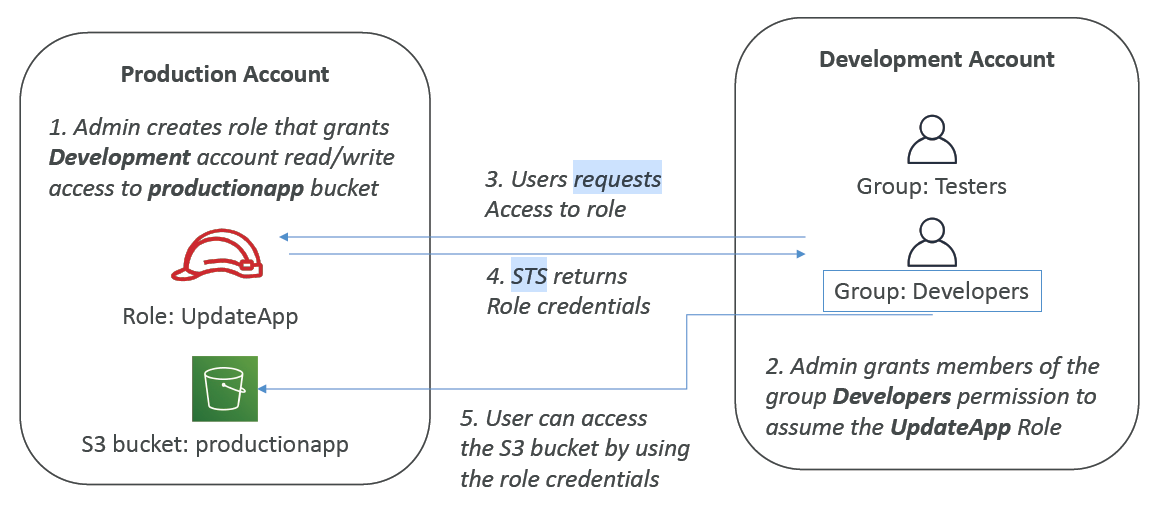 Production Account
1. Admin creates role that grants
Development account read/write
access to productionapp bucket
Role: UpdateApp
S3 bucket: productionapp
3. Users requests
Access to role
4. STS returns
Role credentials
5. User can access
the S3 bucket by using
the role credentials
Development Account
Group: Testers
Group: Developers
2. Admin grants members of the
group Developers permission to
assume the UpdateApp Role